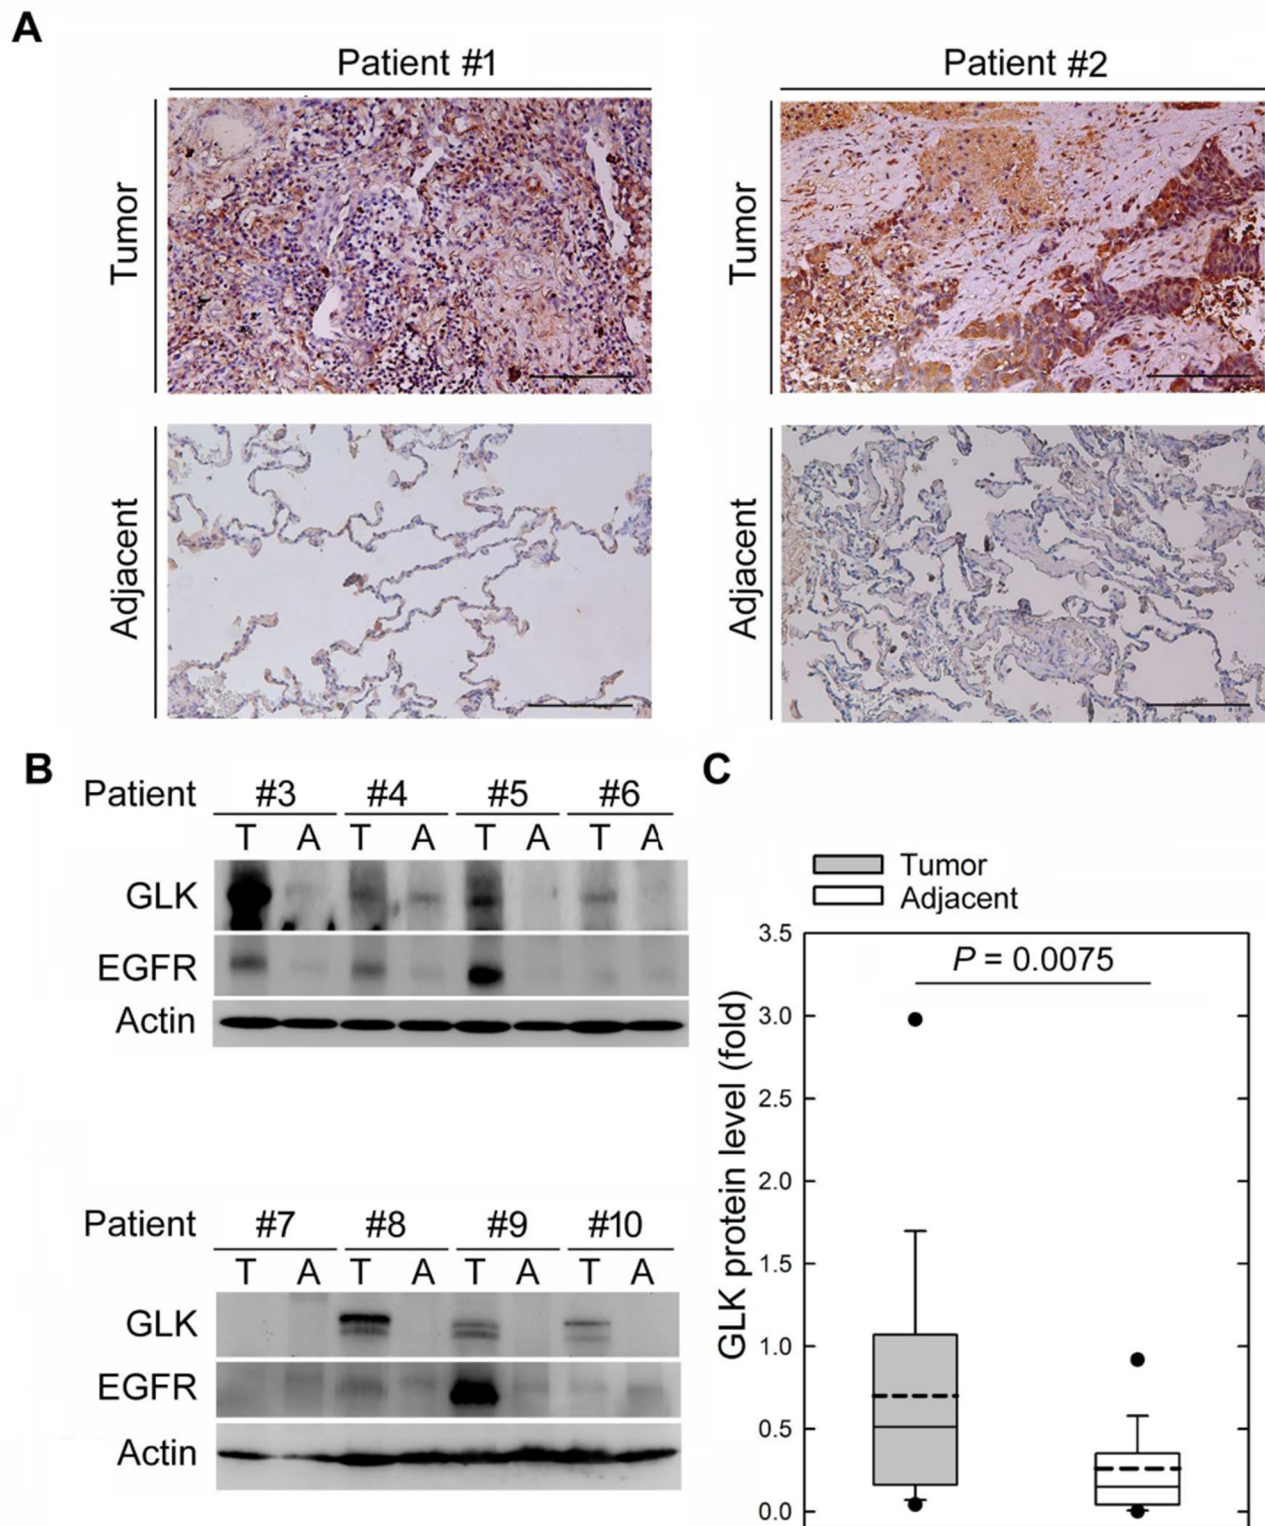 A
Patient #1
Patient #2
Tumor
Tumor
Adjacent
Adjacent
B
Patient #3 #4 #5 #6
T A T A T A T A
GLK
EGFR
Actin
Patient #7 #8 #9 #10
T A T A T A T A
GLK
EGFR
Actin
C
Tumor
Adjacent
P = 0.0075
GLK protein level (fold)
3.5
3.0
2.5
2.0
1.5
1.0
0.5
0.0